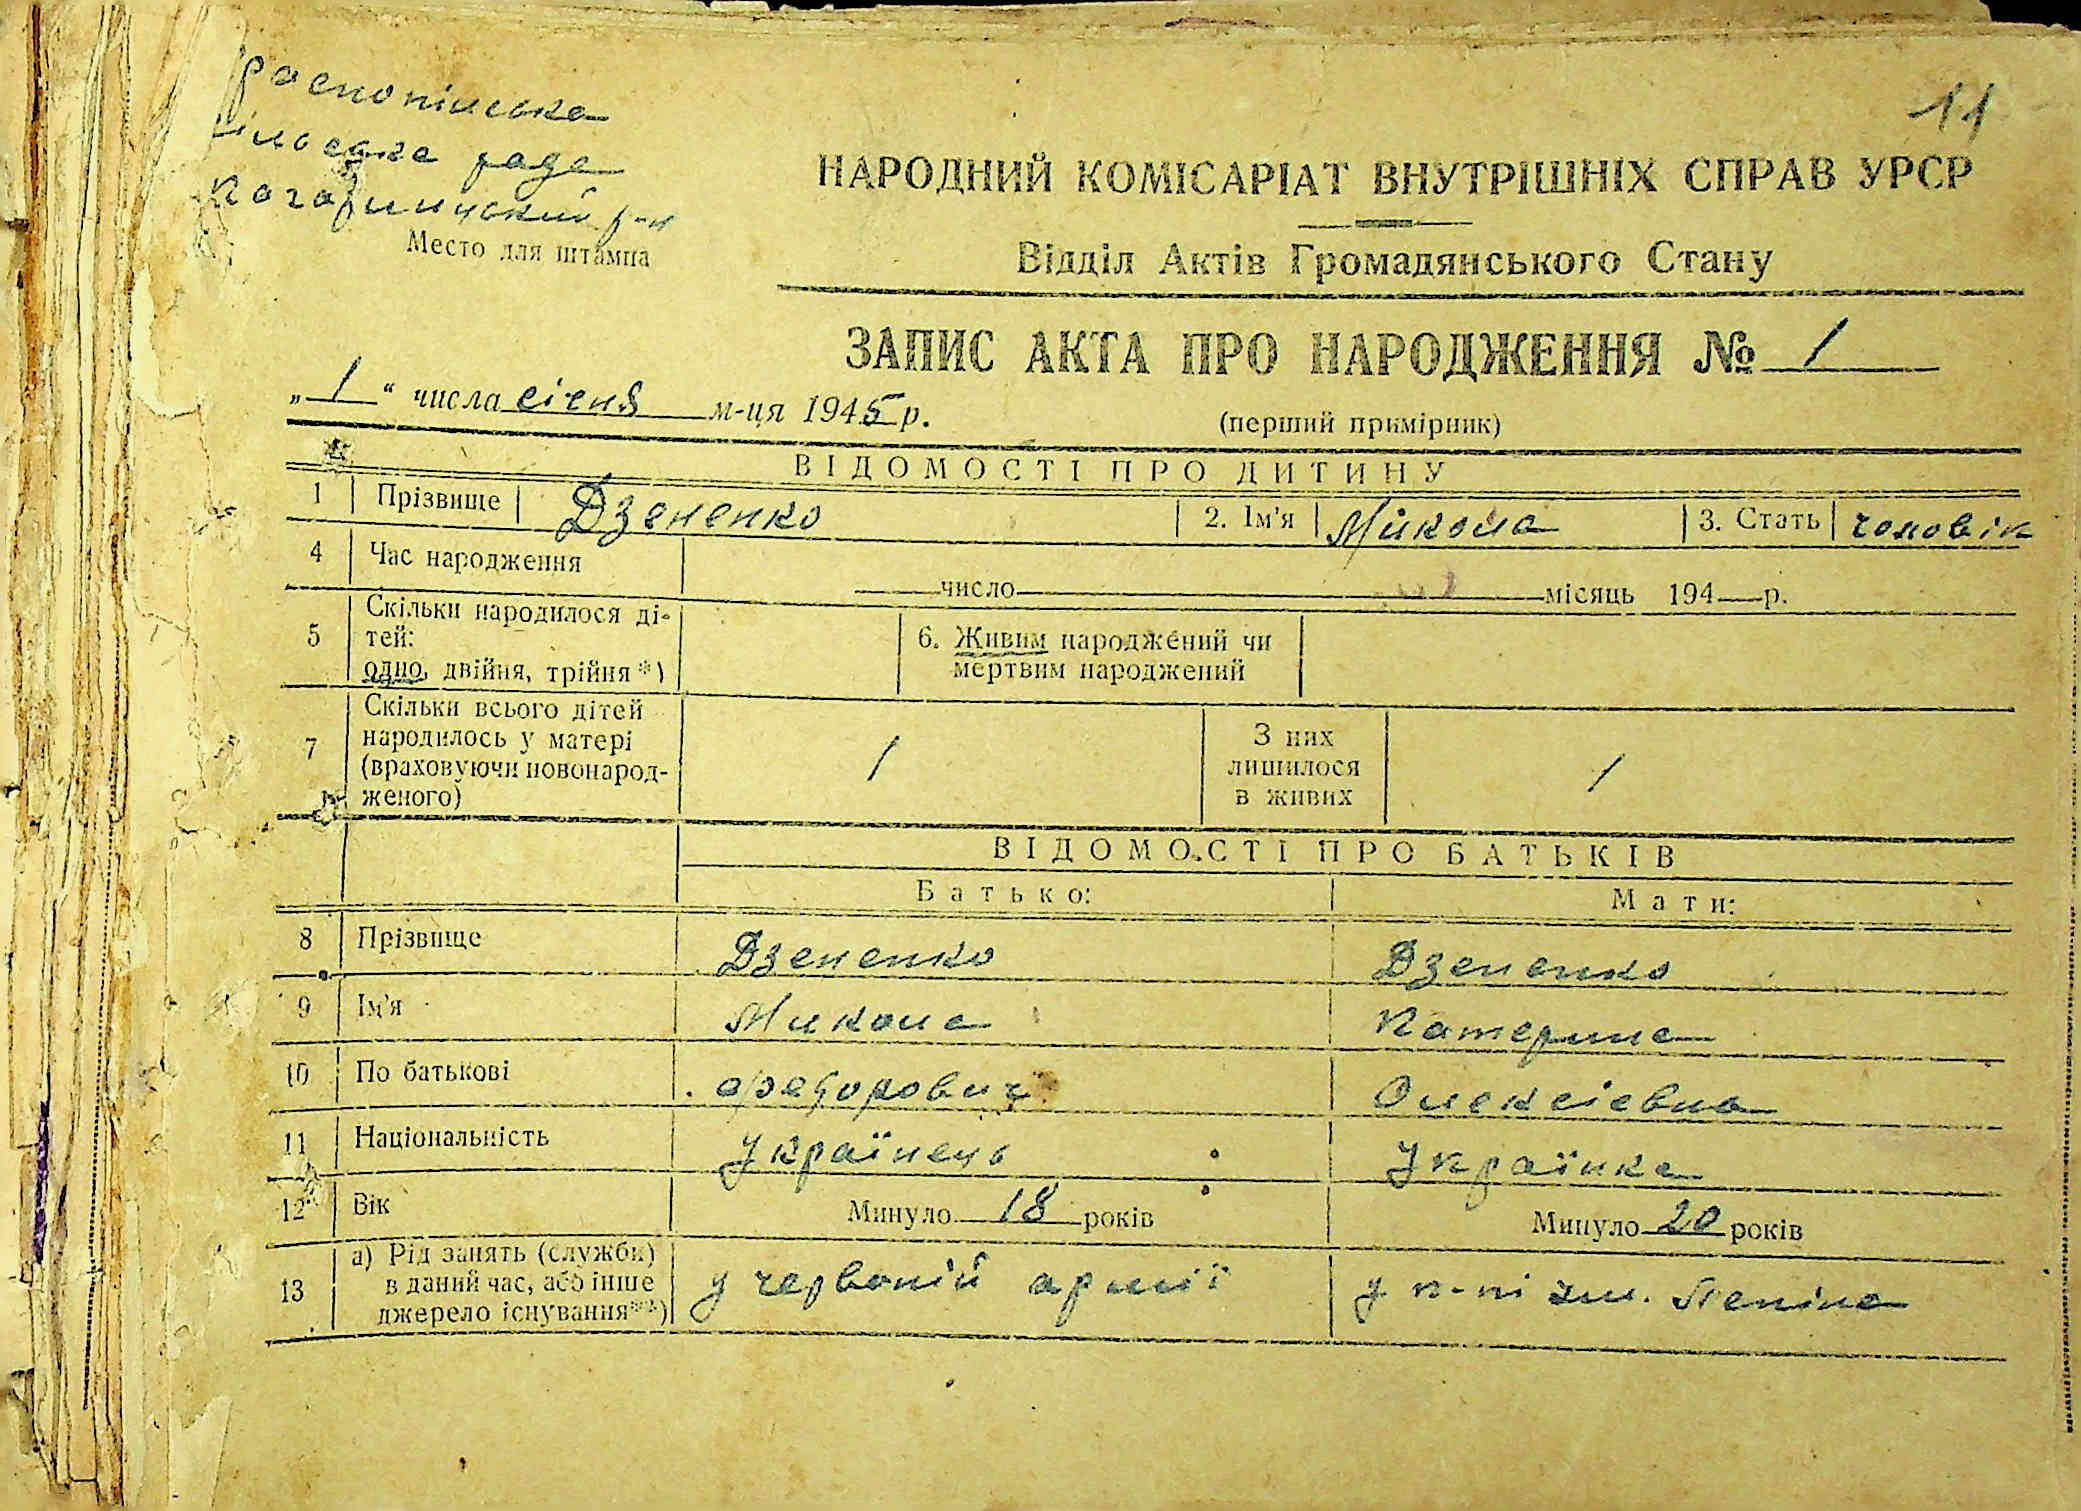 11
сільська рада
р-н
Место для штампа
НАРОДНИЙ КОМІСАРІАТ ВНУТРІШНІХ СПРАВ УРСР
Відділ Актів Громадянського Стану
ЗАПИС АКТА ПРО НАРОДЖЕННЯ № 1
„ 1 “ числа січня м-ця 1945 р.
(перший примірник)
ВІДОМОСТІ ПРО ДИТИНУ
1 Прізвище Дзененко 2. Ім'я Микола 3. Стать чоловік
4 Час народження число місяць 194 р.
5 Скільки народилося ді-
тей:
одно, двійня, трійня *)
6. Живим народжений чи
мертвим народжений
7 Скільки всього дітей
народилось у матері
(враховуючи новонарод-
женого)
1
З них
лишилося
в живих
1
ВІДОМОСТІ ПРО БАТЬКІВ
Батько: Мати:
8 Прізвище Дзененко Дзененко
9 Ім'я Микола Катерина
10 По батькові Федорович Олексієвна
11 Національність Українець Українка
12 Вік Минуло 18 років Минуло 20 років
13 а) Рід занять (служби)
в даний час, або інше
джерело існування**)
у червоній армії у к-пі ім. Леніна